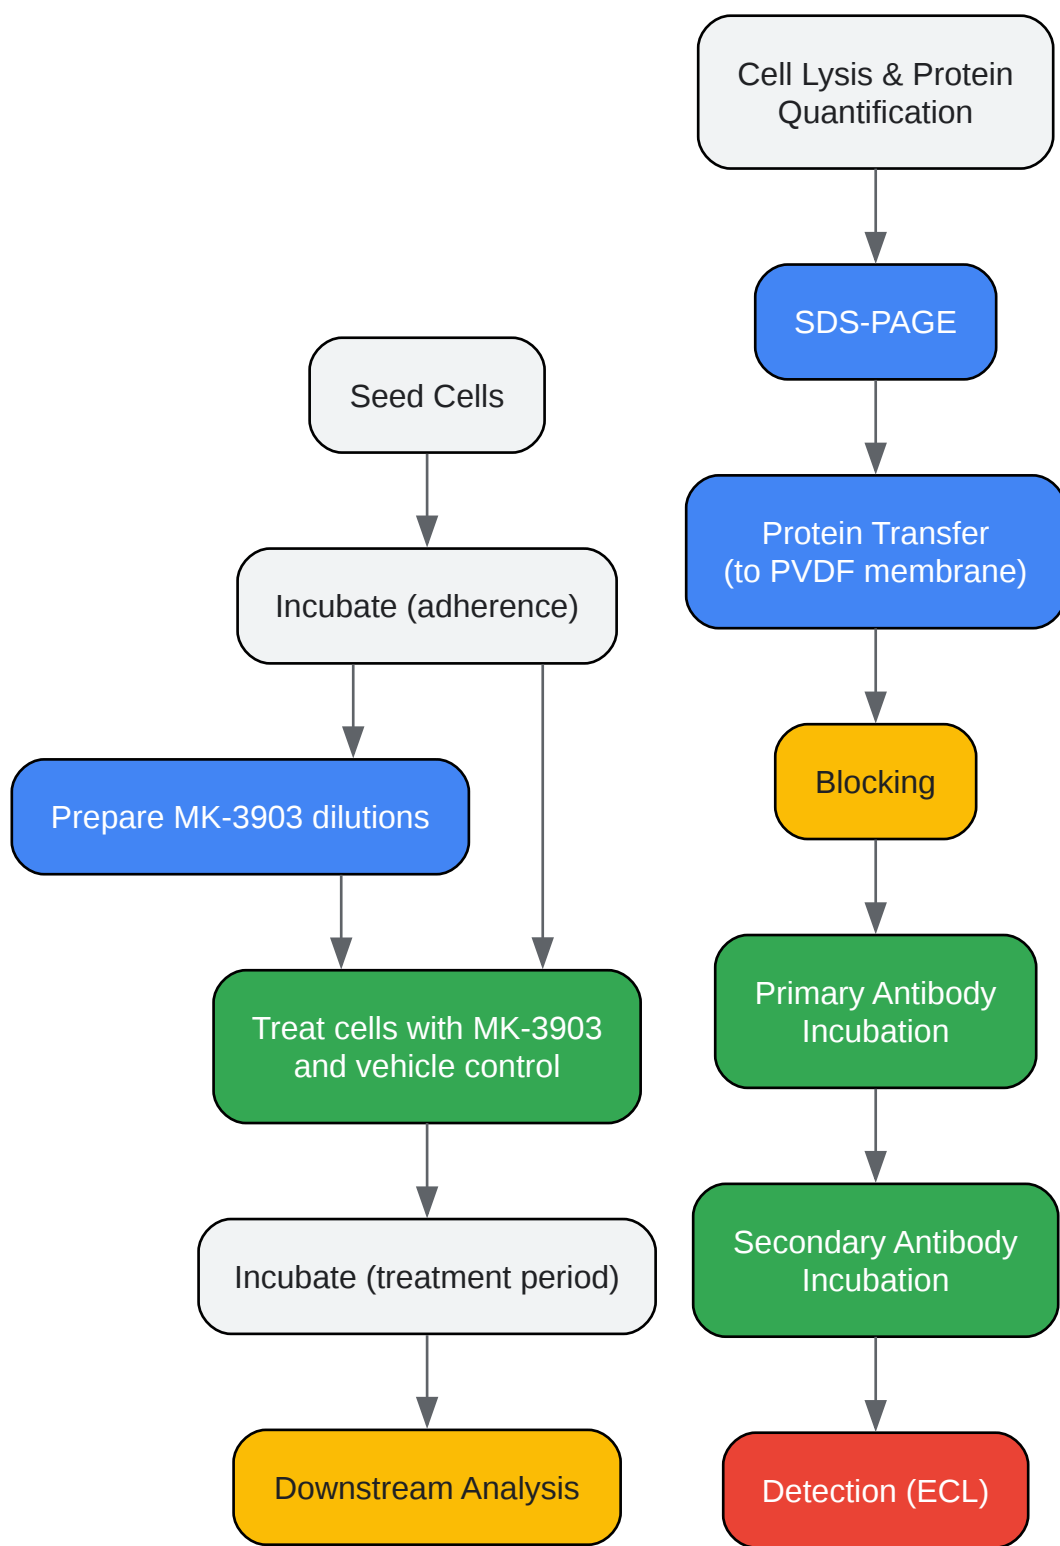 Seed Cells
Incubate (adherence)
Prepare MK-3903 dilutions
Treat cells with MK-3903
and vehicle control
Incubate (treatment period)
Downstream Analysis
Cell Lysis & Protein
Quantification
SDS-PAGE
Protein Transfer
(to PVDF membrane)
Blocking
Primary Antibody
Incubation
Secondary Antibody
Incubation
Detection (ECL)